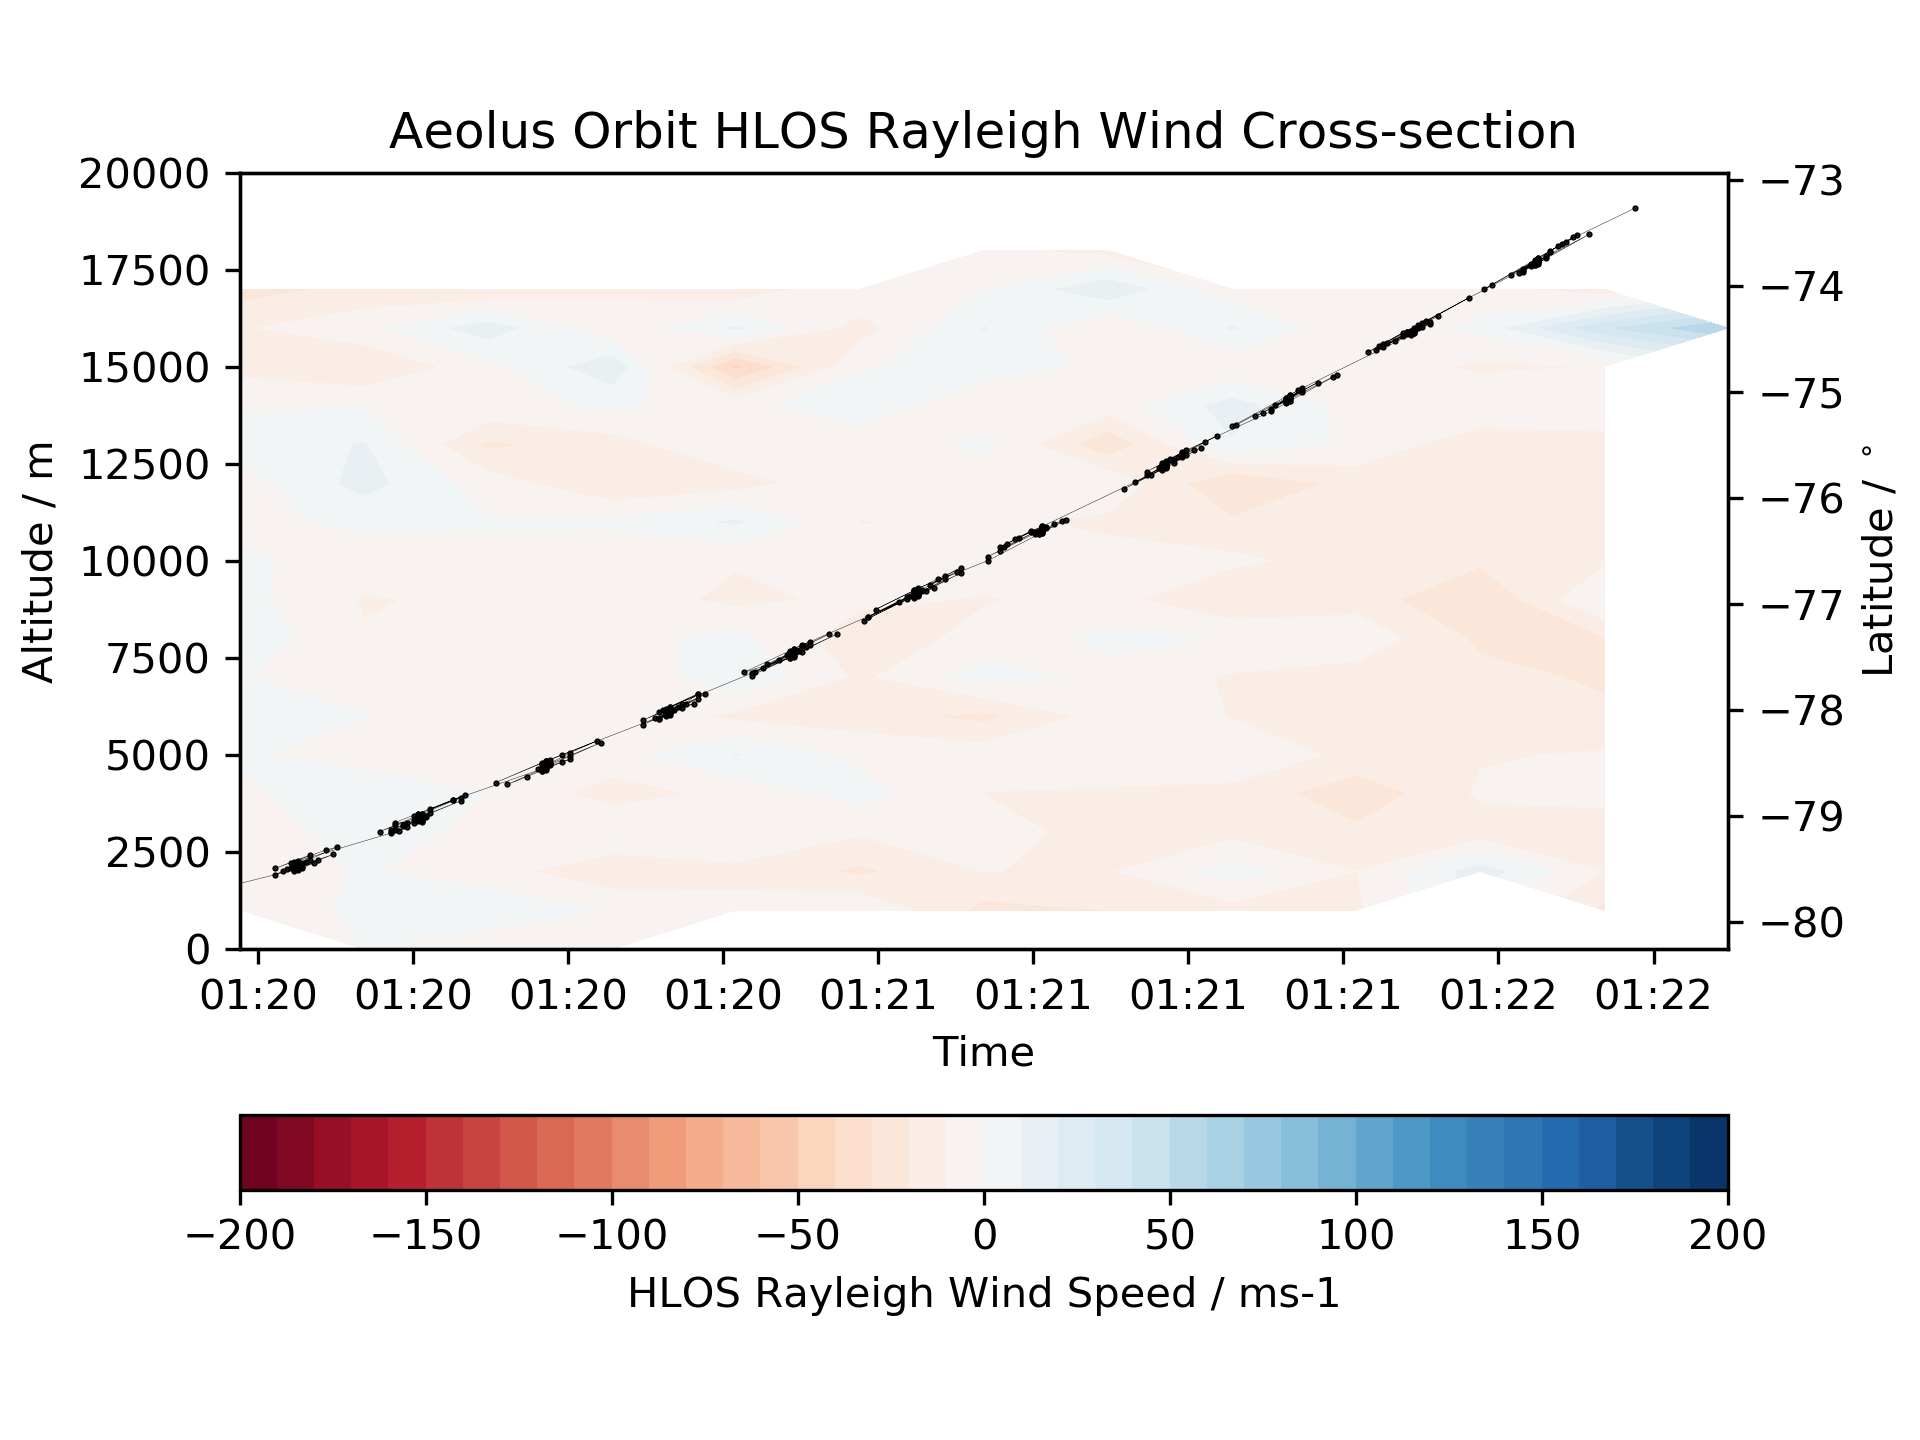 Aeolus Orbit HLOS Rayleigh Wind Cross-section
20000
17500
15000
12500
10000
7500
5000
2500
0
Altitude / m
−73
−74
−75
−76
−77
−78
−79
−80
Latitude / °
01:20 01:20 01:20 01:20 01:21 01:21 01:21 01:21 01:22 01:22
Time
−200 −150 −100 −50 0 50 100 150 200
HLOS Rayleigh Wind Speed / ms-1